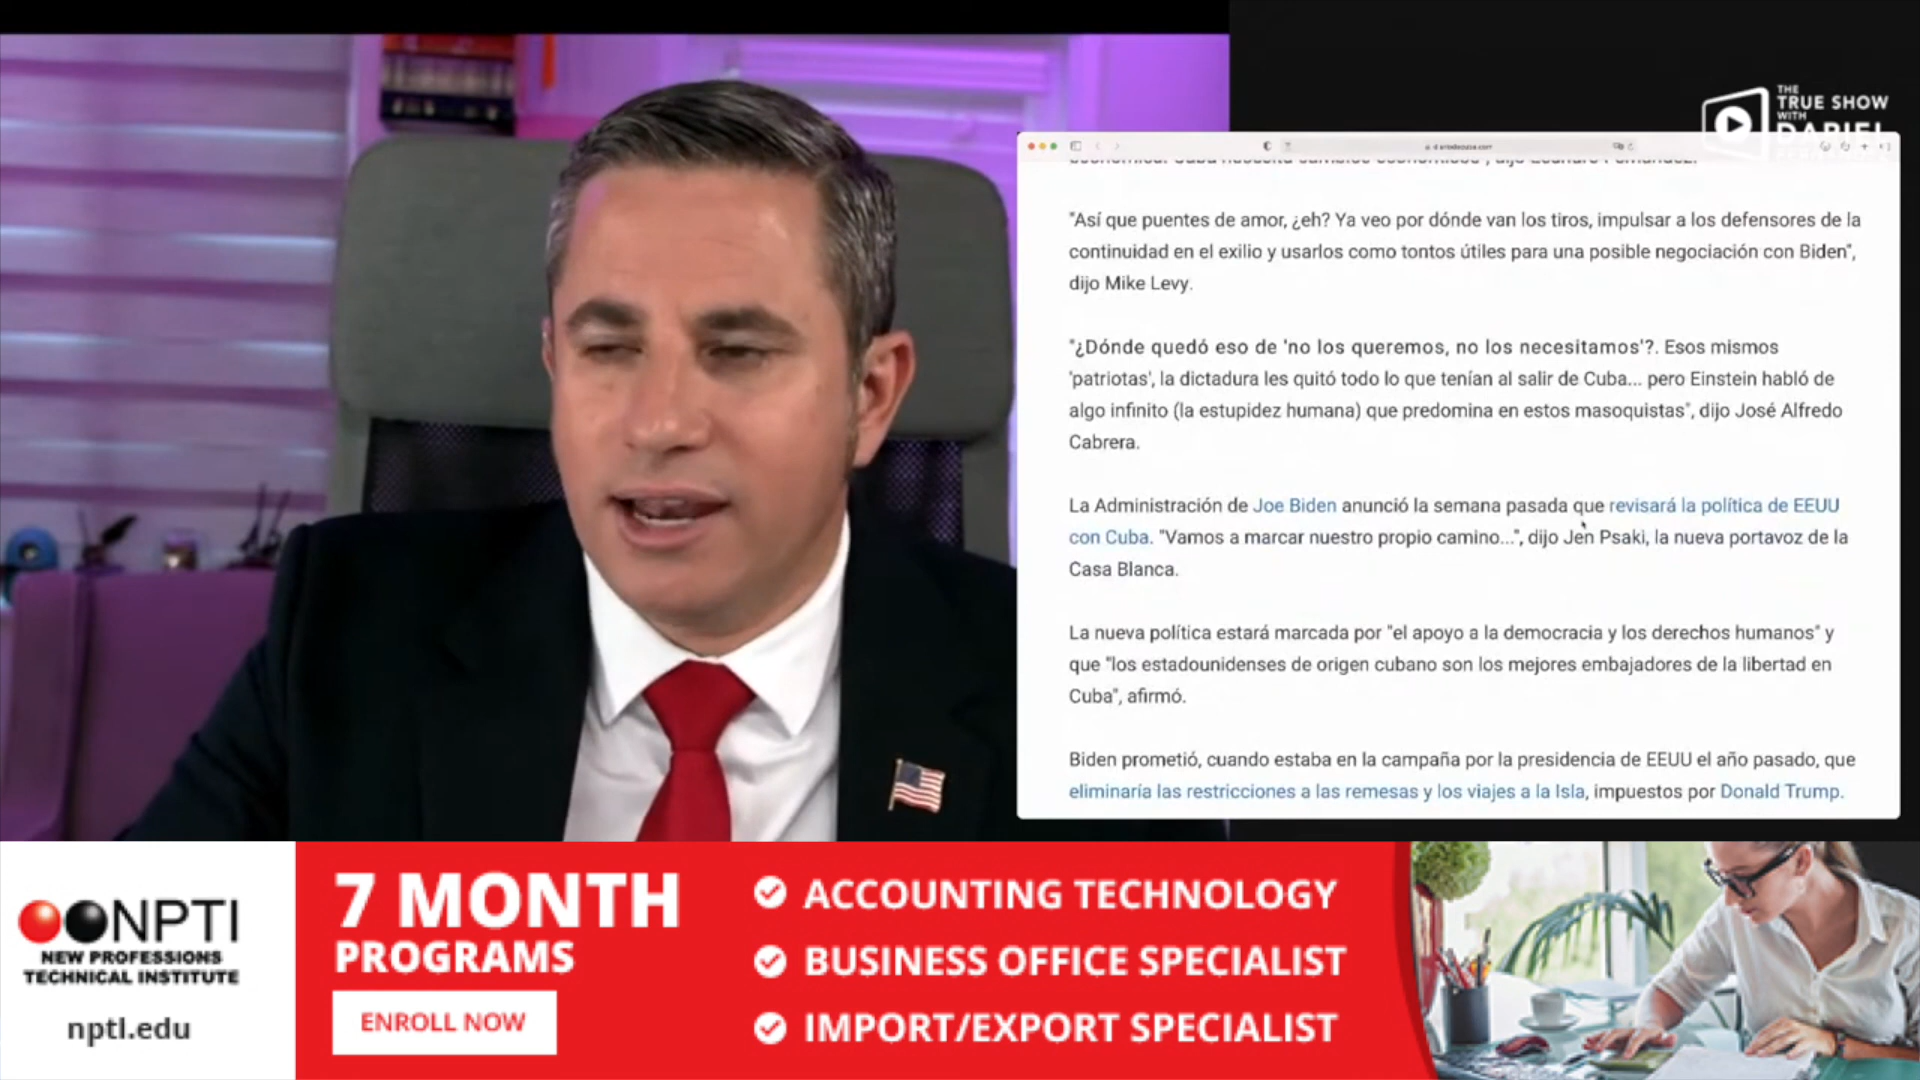 THE
TRUE SHOW
WITH
DARIEL
diariodecuba.com
"Así que puentes de amor, ¿eh? Ya veo por dónde van los tiros, impulsar a los defensores de la
continuidad en el exilio y usarlos como tontos útiles para una posible negociación con Biden",
dijo Mike Levy.
"¿Dónde quedó eso de 'no los queremos, no los necesitamos'?. Esos mismos
'patriotas', la dictadura les quitó todo lo que tenían al salir de Cuba... pero Einstein habló de
algo infinito (la estupidez humana) que predomina en estos masoquistas", dijo José Alfredo
Cabrera.
La Administración de Joe Biden anunció la semana pasada que revisará la política de EEUU
con Cuba. "Vamos a marcar nuestro propio camino...", dijo Jen Psaki, la nueva portavoz de la
Casa Blanca.
La nueva política estará marcada por "el apoyo a la democracia y los derechos humanos" y
que "los estadounidenses de origen cubano son los mejores embajadores de la libertad en
Cuba", afirmó.
Biden prometió, cuando estaba en la campaña por la presidencia de EEUU el año pasado, que
eliminaría las restricciones a las remesas y los viajes a la Isla, impuestos por Donald Trump.
NPTI
NEW PROFESSIONS
TECHNICAL INSTITUTE
nptl.edu
7 MONTH
PROGRAMS
ENROLL NOW
ACCOUNTING TECHNOLOGY
BUSINESS OFFICE SPECIALIST
IMPORT/EXPORT SPECIALIST